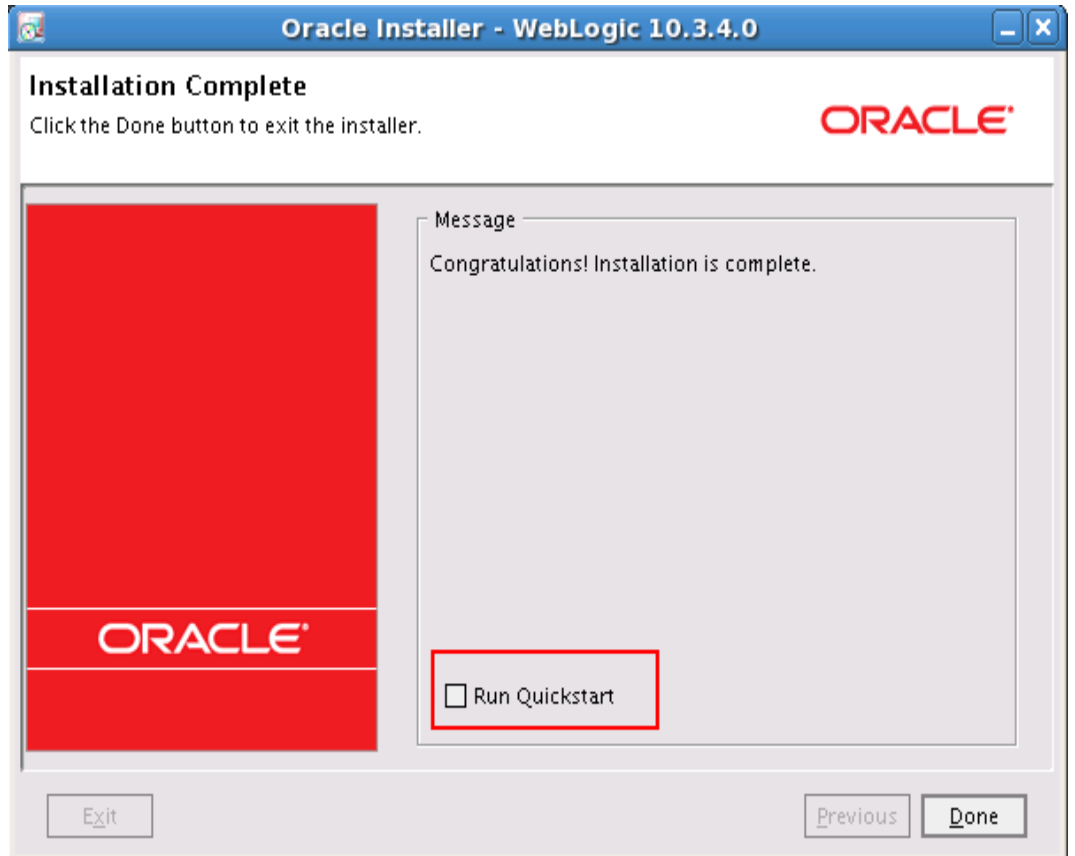 Oracle Installer - WebLogic 10.3.4.0
Installation Complete
Click the Done button to exit the installer.
ORACLE
Message
Congratulations! Installation is complete.
ORACLE
Run Quickstart
Exit
Previous
Done